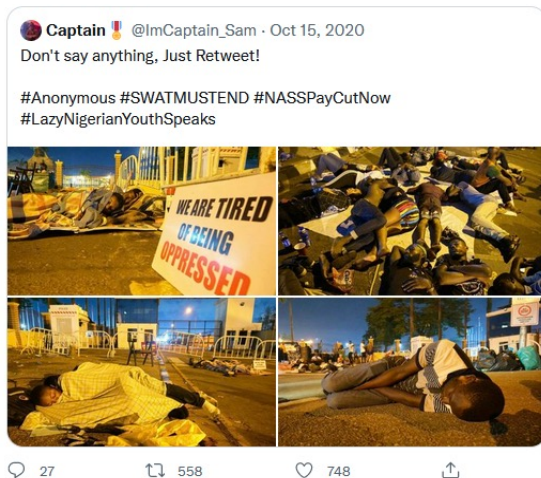 Captain @ImCaptain_Sam · Oct 15, 2020
Don't say anything, Just Retweet!
#Anonymous #SWATMUSTEND #NASSPayCutNow
#LazyNigerianYouthSpeaks
WE ARE TIRED
OF BEING
OPPRESSED
27 558 748